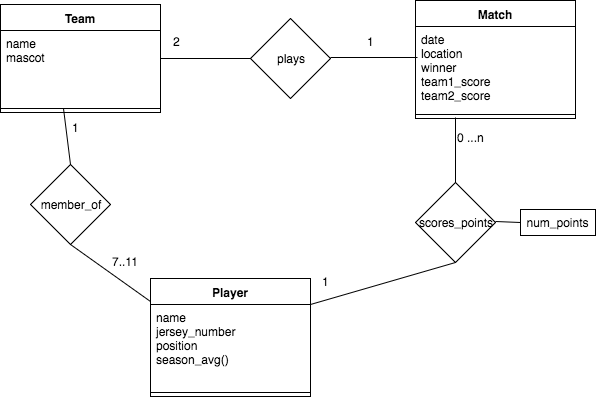 Team
name
mascot
2
plays
1
Match
date
location
winner
team1_score
team2_score
1
member_of
7..11
0 ...n
scores_points
num_points
1
Player
name
jersey_number
position
season_avg()